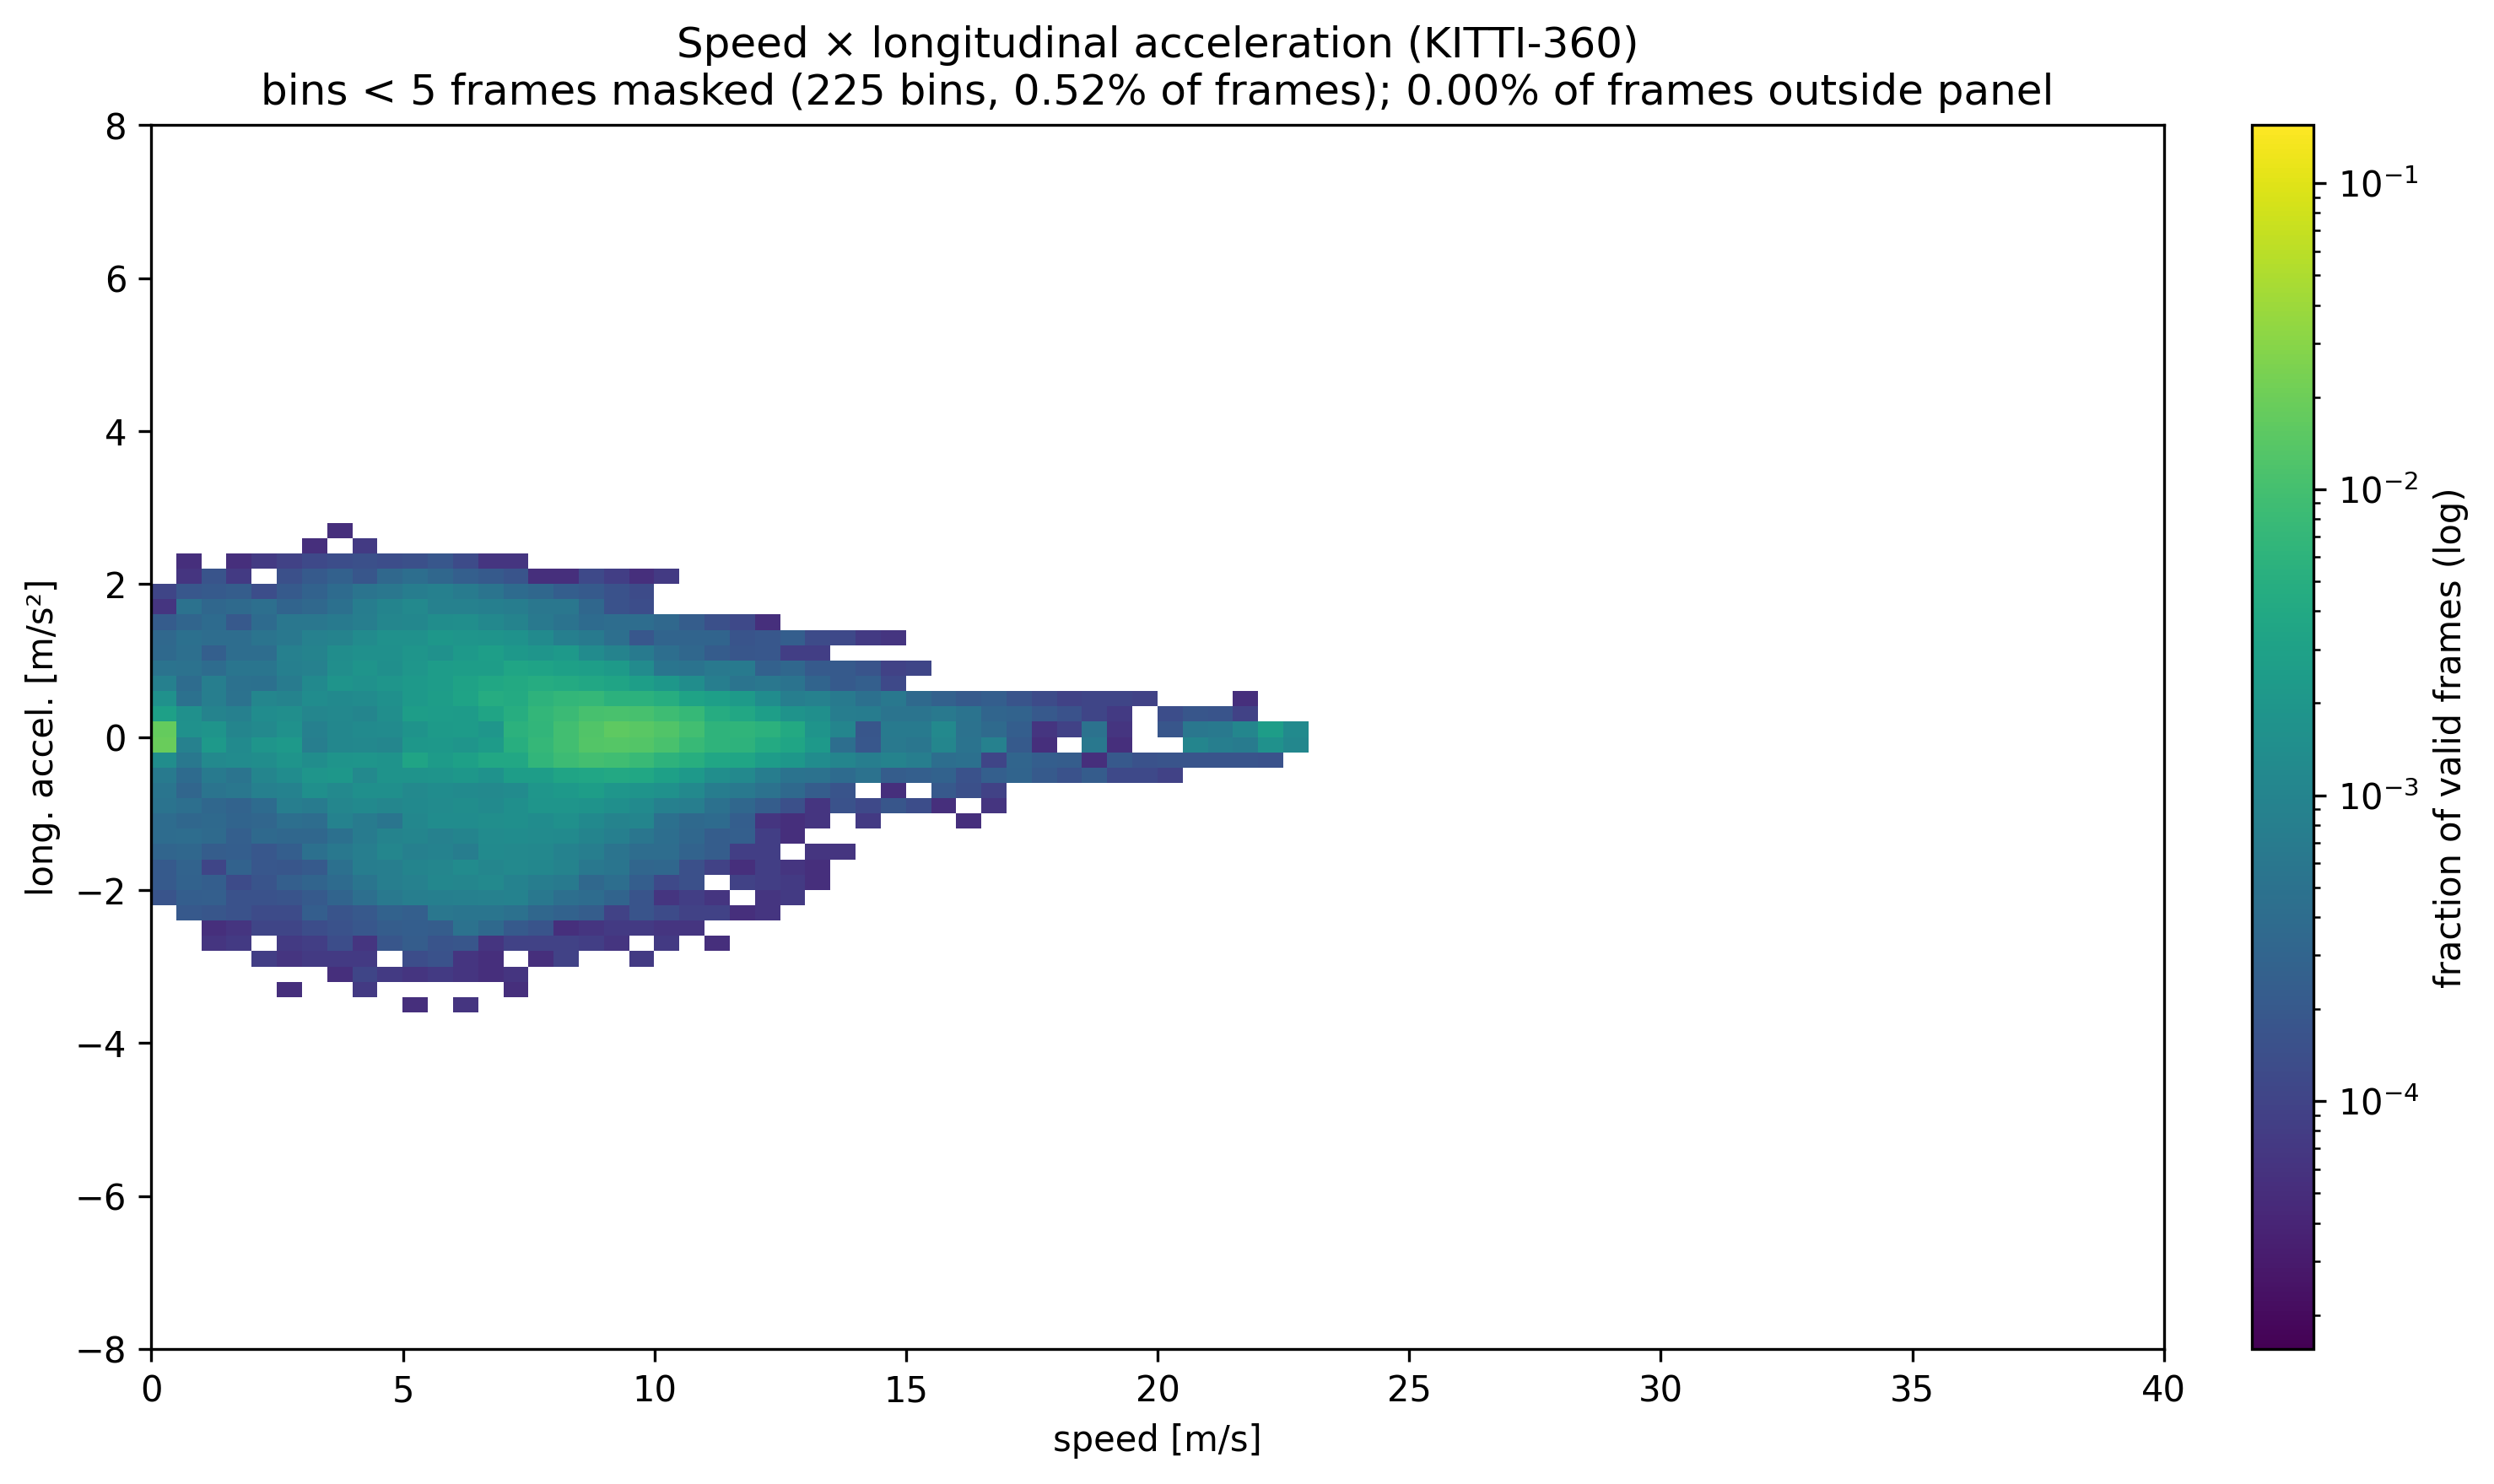 Speed × longitudinal acceleration (KITTI-360)
bins < 5 frames masked (225 bins, 0.52% of frames); 0.00% of frames outside panel
8
6
4
2
0
−2
−4
−6
−8
long. accel. [m/s²]
0 5 10 15 20 25 30 35 40
speed [m/s]
10⁻¹
10⁻²
10⁻³
10⁻⁴
fraction of valid frames (log)